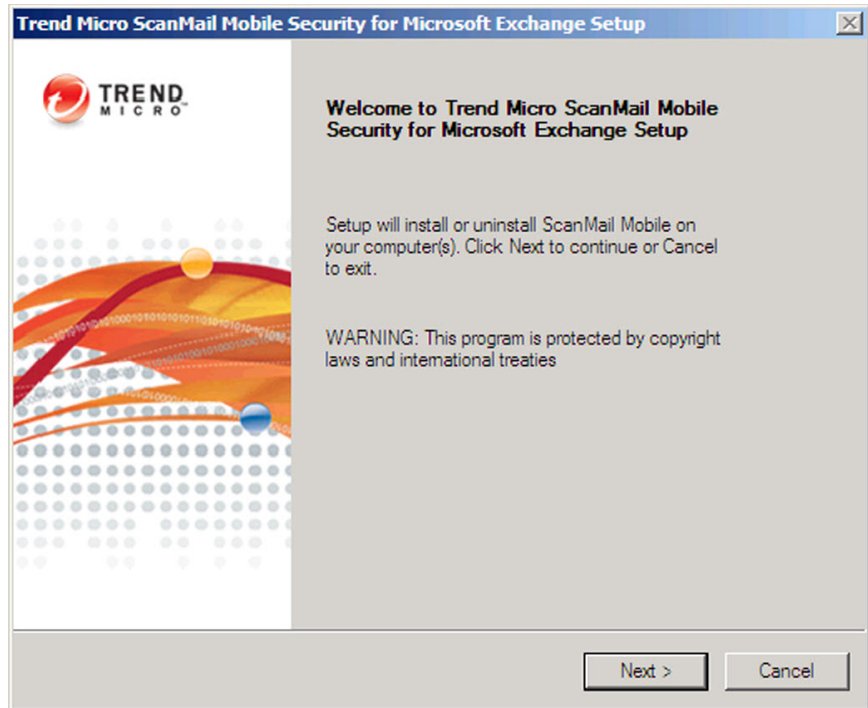 Trend Micro ScanMail Mobile Security for Microsoft Exchange Setup
TREND
MICRO™
Welcome to Trend Micro ScanMail Mobile
Security for Microsoft Exchange Setup
Setup will install or uninstall ScanMail Mobile on
your computer(s). Click Next to continue or Cancel
to exit.
WARNING: This program is protected by copyright
laws and international treaties
Next >
Cancel